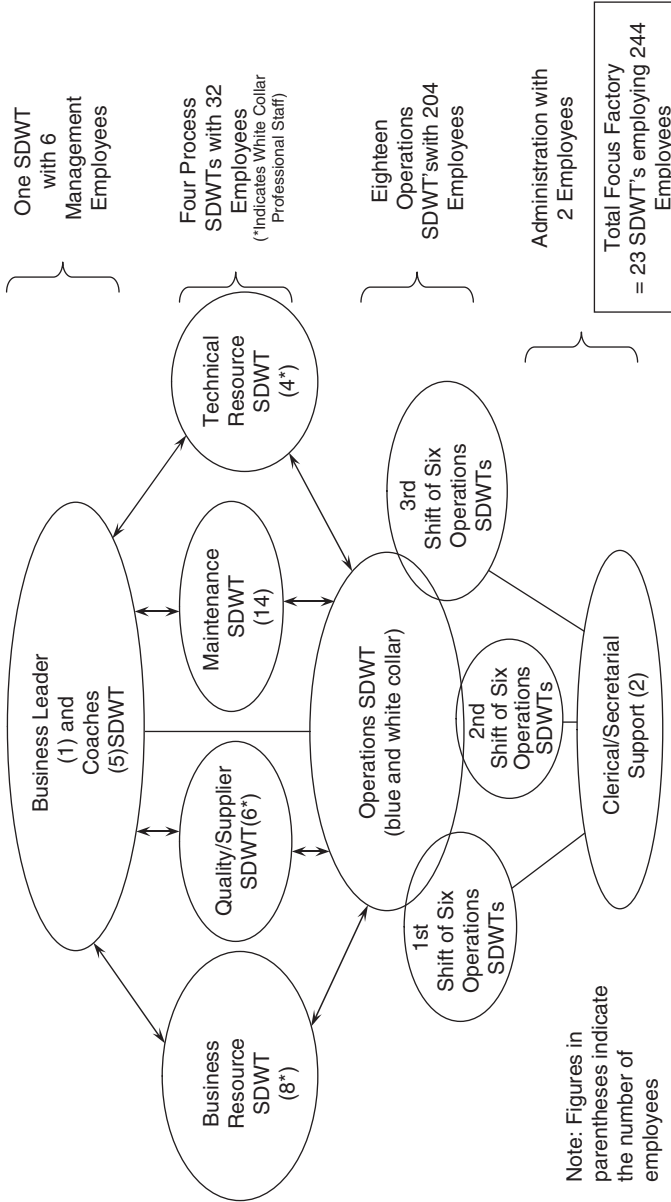 Business Leader
(1) and
Coaches
(5)SDWT
One SDWT
with 6
Management
Employees
Business
Resource
SDWT
(8*)
Quality/Supplier
SDWT(6*)
Maintenance
SDWT
(14)
Technical
Resource
SDWT
(4*)
Four Process
SDWTs with 32
Employees
(*Indicates White Collar
Professional Staff)
Operations SDWT
(blue and white collar)
1st
Shift of Six
Operations
SDWTs
2nd
Shift of Six
Operations
SDWTs
3rd
Shift of Six
Operations
SDWTs
Eighteen
Operations
SDWT'swith 204
Employees
Clerical/Secretarial
Support (2)
Administration with
2 Employees
Note: Figures in
parentheses indicate
the number of
employees
Total Focus Factory
= 23 SDWT's employing 244
Employees